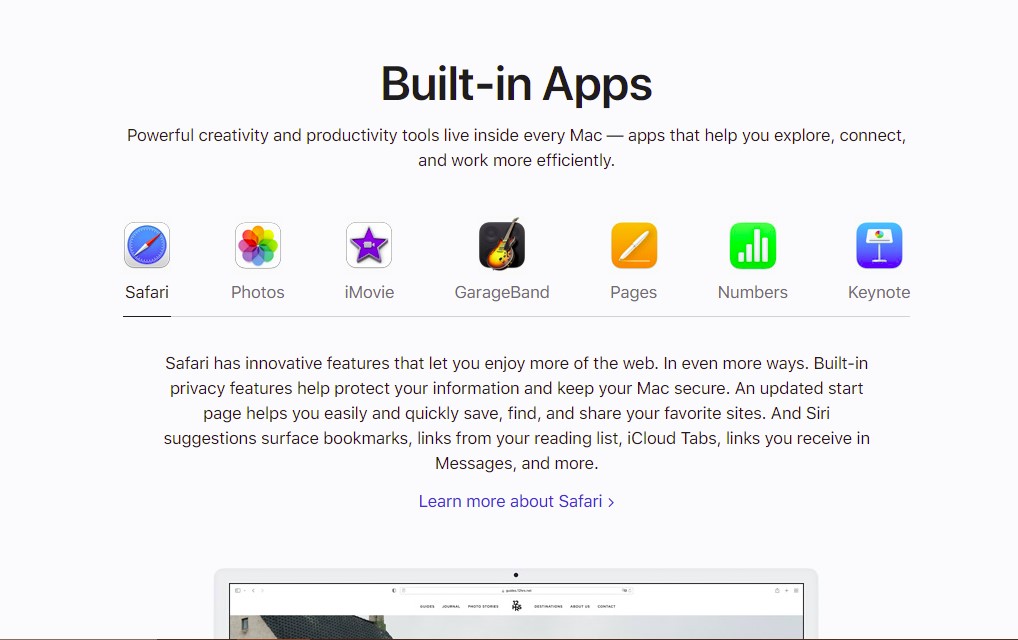 Built-in Apps
Powerful creativity and productivity tools live inside every Mac — apps that help you explore, connect,
and work more efficiently.
Safari Photos iMovie GarageBand Pages Numbers Keynote
Safari has innovative features that let you enjoy more of the web. In even more ways. Built-in
privacy features help protect your information and keep your Mac secure. An updated start
page helps you easily and quickly save, find, and share your favorite sites. And Siri
suggestions surface bookmarks, links from your reading list, iCloud Tabs, links you receive in
Messages, and more.
Learn more about Safari ›
GUIDES JOURNAL PHOTO STORIES DESTINATIONS ABOUT US CONTACT